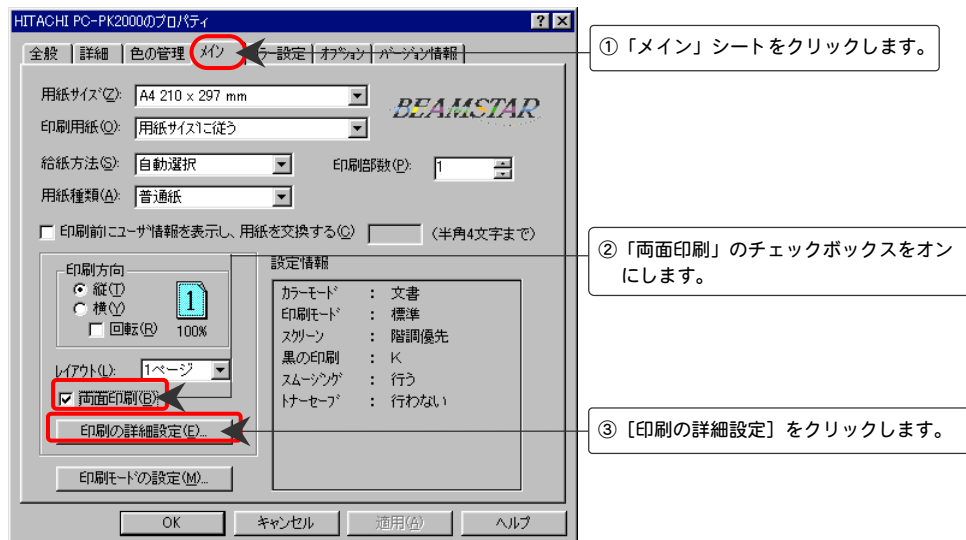 HITACHI PC-PK2000のプロパティ
全般 詳細 色の管理 メイン カラー設定 オプション バージョン情報
①「メイン」シートをクリックします。
用紙サイズ(Z): A4 210 x 297 mm
BEAMSTAR
印刷用紙(O): 用紙サイズに従う
給紙方法(S): 自動選択 印刷部数(P): 1
用紙種類(A): 普通紙
印刷前にユーザ情報を表示し、用紙を交換する(C) (半角4文字まで)
②「両面印刷」のチェックボックスをオン
にします。
印刷方向
縦(T)
横(Y)
回転(R)
1
100%
レイアウト(L): 1ページ
両面印刷(B)
印刷の詳細設定(E)...
印刷モードの設定(M)...
設定情報
カラーモード : 文書
印刷モード : 標準
スクリーン : 階調優先
黒の印刷 : K
スムージング : 行う
トナーセーブ : 行わない
③［印刷の詳細設定］をクリックします。
OK キャンセル 適用(A) ヘルプ